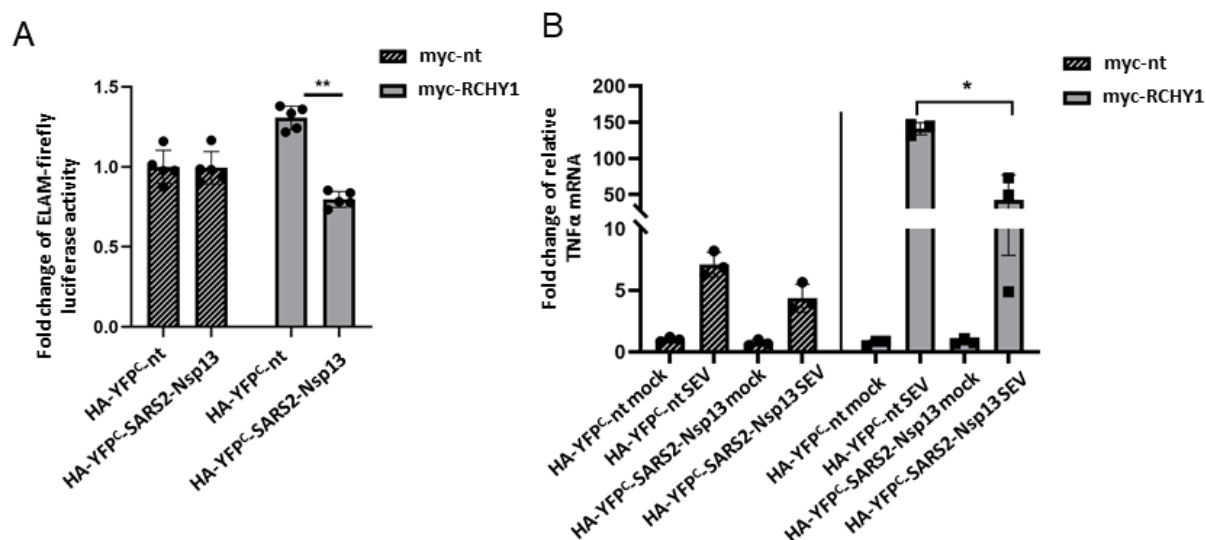 A
myc-nt
myc-RCHY1
Fold change of ELAM-firefly
luciferase activity
1.5
1.0
0.5
0.0
**
HA-YFPᶜ-nt
HA-YFPᶜ-SARS2-Nsp13
HA-YFPᶜ-nt
HA-YFPᶜ-SARS2-Nsp13
B
myc-nt
myc-RCHY1
Fold change of relative
TNFα mRNA
200
150
100
50
10
5
0
*
HA-YFPᶜ-nt mock
HA-YFPᶜ-nt SEV
HA-YFPᶜ-SARS2-Nsp13 mock
HA-YFPᶜ-SARS2-Nsp13 SEV
HA-YFPᶜ-nt mock
HA-YFPᶜ-nt SEV
HA-YFPᶜ-SARS2-Nsp13 mock
HA-YFPᶜ-SARS2-Nsp13 SEV